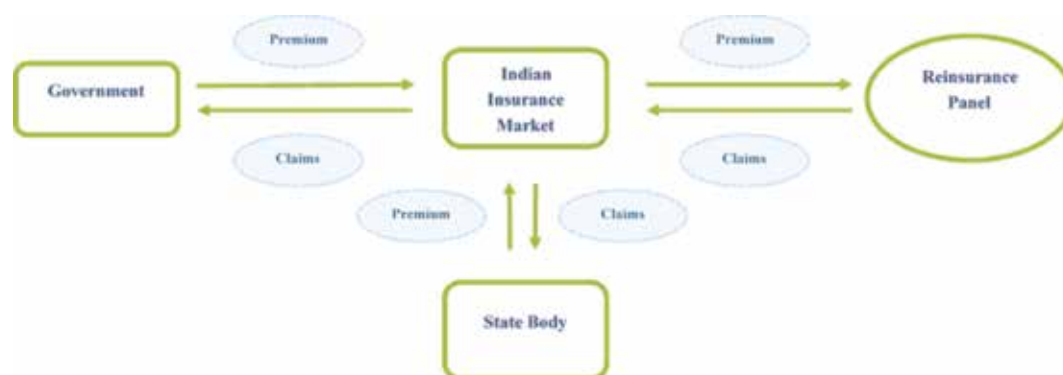 Premium
Premium
Government
Indian
Insurance
Market
Reinsurance
Panel
Claims
Claims
Premium
Claims
State Body